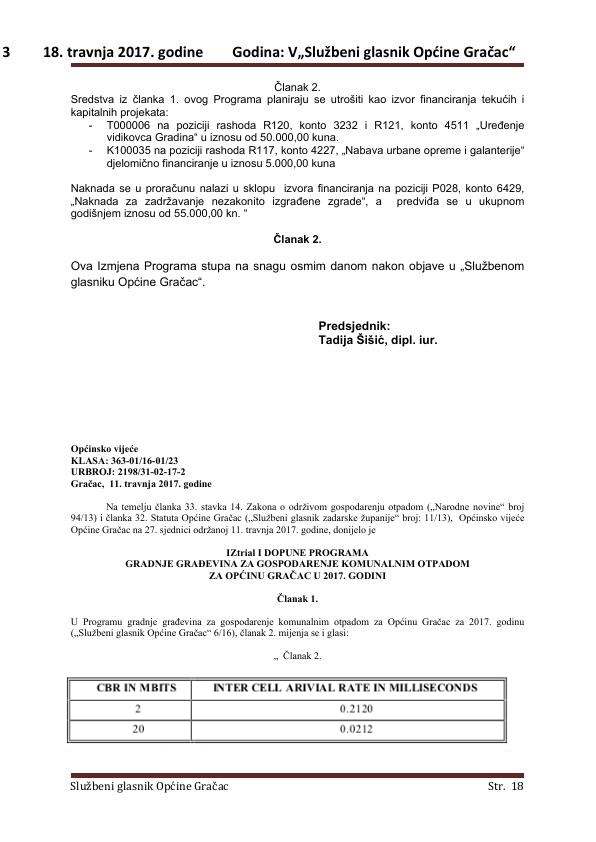 3 18. travnja 2017. godine Godina: V„Službeni glasnik Općine Gračac“
Članak 2.
Sredstva iz članka 1. ovog Programa planiraju se utrošiti kao izvor financiranja tekućih i
kapitalnih projekata:
- T000006 na poziciji rashoda R120, konto 3232 i R121, konto 4511 „Uređenje
vidikovca Gradina“ u iznosu od 50.000,00 kuna.
- K100035 na poziciji rashoda R117, konto 4227, „Nabava urbane opreme i galanterije“
djelomično financiranje u iznosu 5.000,00 kuna
Naknada se u proračunu nalazi u sklopu izvora financiranja na poziciji P028, konto 6429,
„Naknada za zadržavanje nezakonito izgrađene zgrade“, a predviđa se u ukupnom
godišnjem iznosu od 55.000,00 kn. “
Članak 2.
Ova Izmjena Programa stupa na snagu osmim danom nakon objave u „Službenom
glasniku Općine Gračac“.
Predsjednik:
Tadija Šišić, dipl. iur.
Općinsko vijeće
KLASA: 363-01/16-01/23
URBROJ: 2198/31-02-17-2
Gračac, 11. travnja 2017. godine
Na temelju članka 33. stavka 14. Zakona o održivom gospodarenju otpadom („Narodne novine“ broj
94/13) i članka 32. Statuta Općine Gračac („Službeni glasnik zadarske županije“ broj: 11/13), Općinsko vijeće
Općine Gračac na 27. sjednici održanoj 11. travnja 2017. godine, donijelo je
IZtrial I DOPUNE PROGRAMA
GRADNJE GRAĐEVINA ZA GOSPODARENJE KOMUNALNIM OTPADOM
ZA OPĆINU GRAČAC U 2017. GODINI
Članak 1.
U Programu gradnje građevina za gospodarenje komunalnim otpadom za Općinu Gračac za 2017. godinu
(„Službeni glasnik Općine Gračac“ 6/16), članak 2. mijenja se i glasi:
„ Članak 2.
CBR IN MBITS INTER CELL ARIVIAL RATE IN MILLISECONDS
2 0.2120
20 0.0212
Službeni glasnik Općine Gračac Str. 18